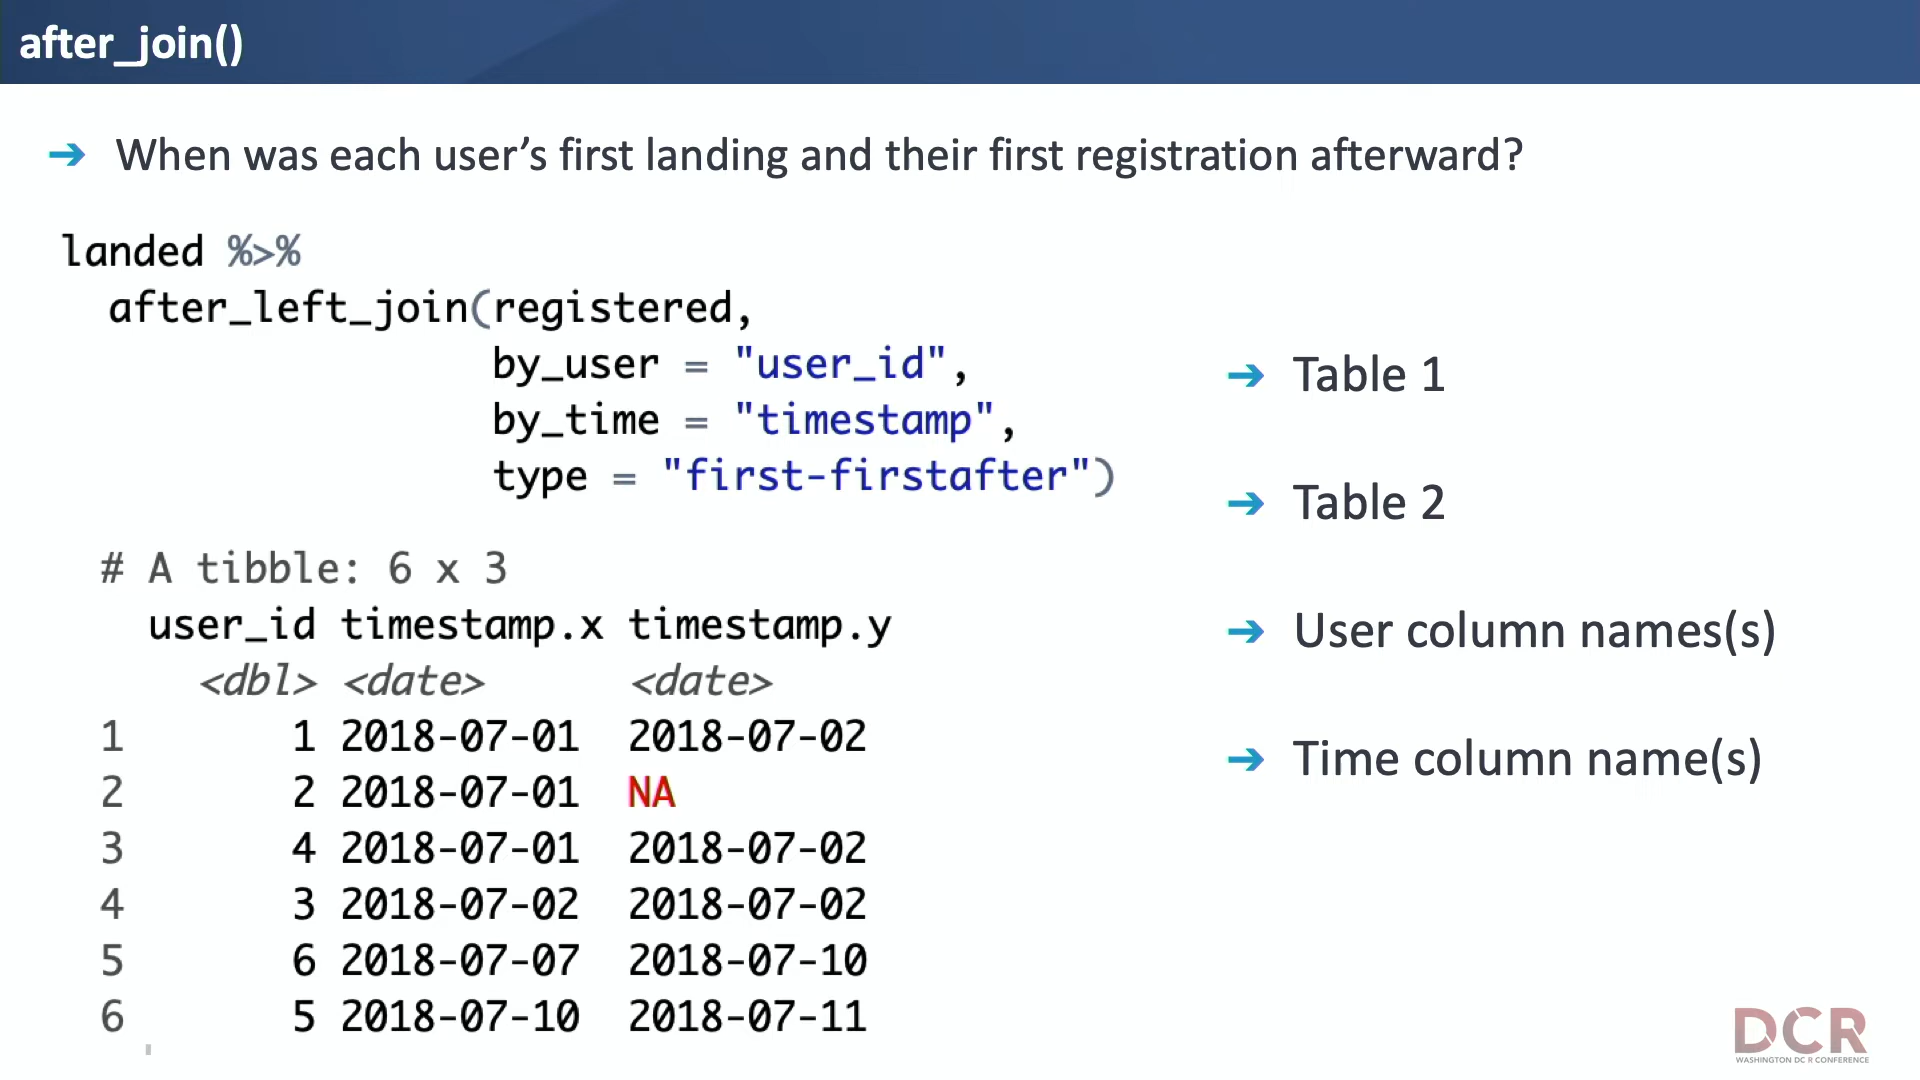 after_join()
➔ When was each user’s first landing and their first registration afterward?
landed %>%
  after_left_join(registered,
                  by_user = "user_id",
                  by_time = "timestamp",
                  type = "first-firstafter")
# A tibble: 6 x 3
  user_id timestamp.x timestamp.y
    <dbl> <date>      <date>
1       1 2018-07-01  2018-07-02
2       2 2018-07-01  NA
3       4 2018-07-01  2018-07-02
4       3 2018-07-02  2018-07-02
5       6 2018-07-07  2018-07-10
6       5 2018-07-10  2018-07-11
➔ Table 1
➔ Table 2
➔ User column names(s)
➔ Time column name(s)
DCR
WASHINGTON DC R CONFERENCE